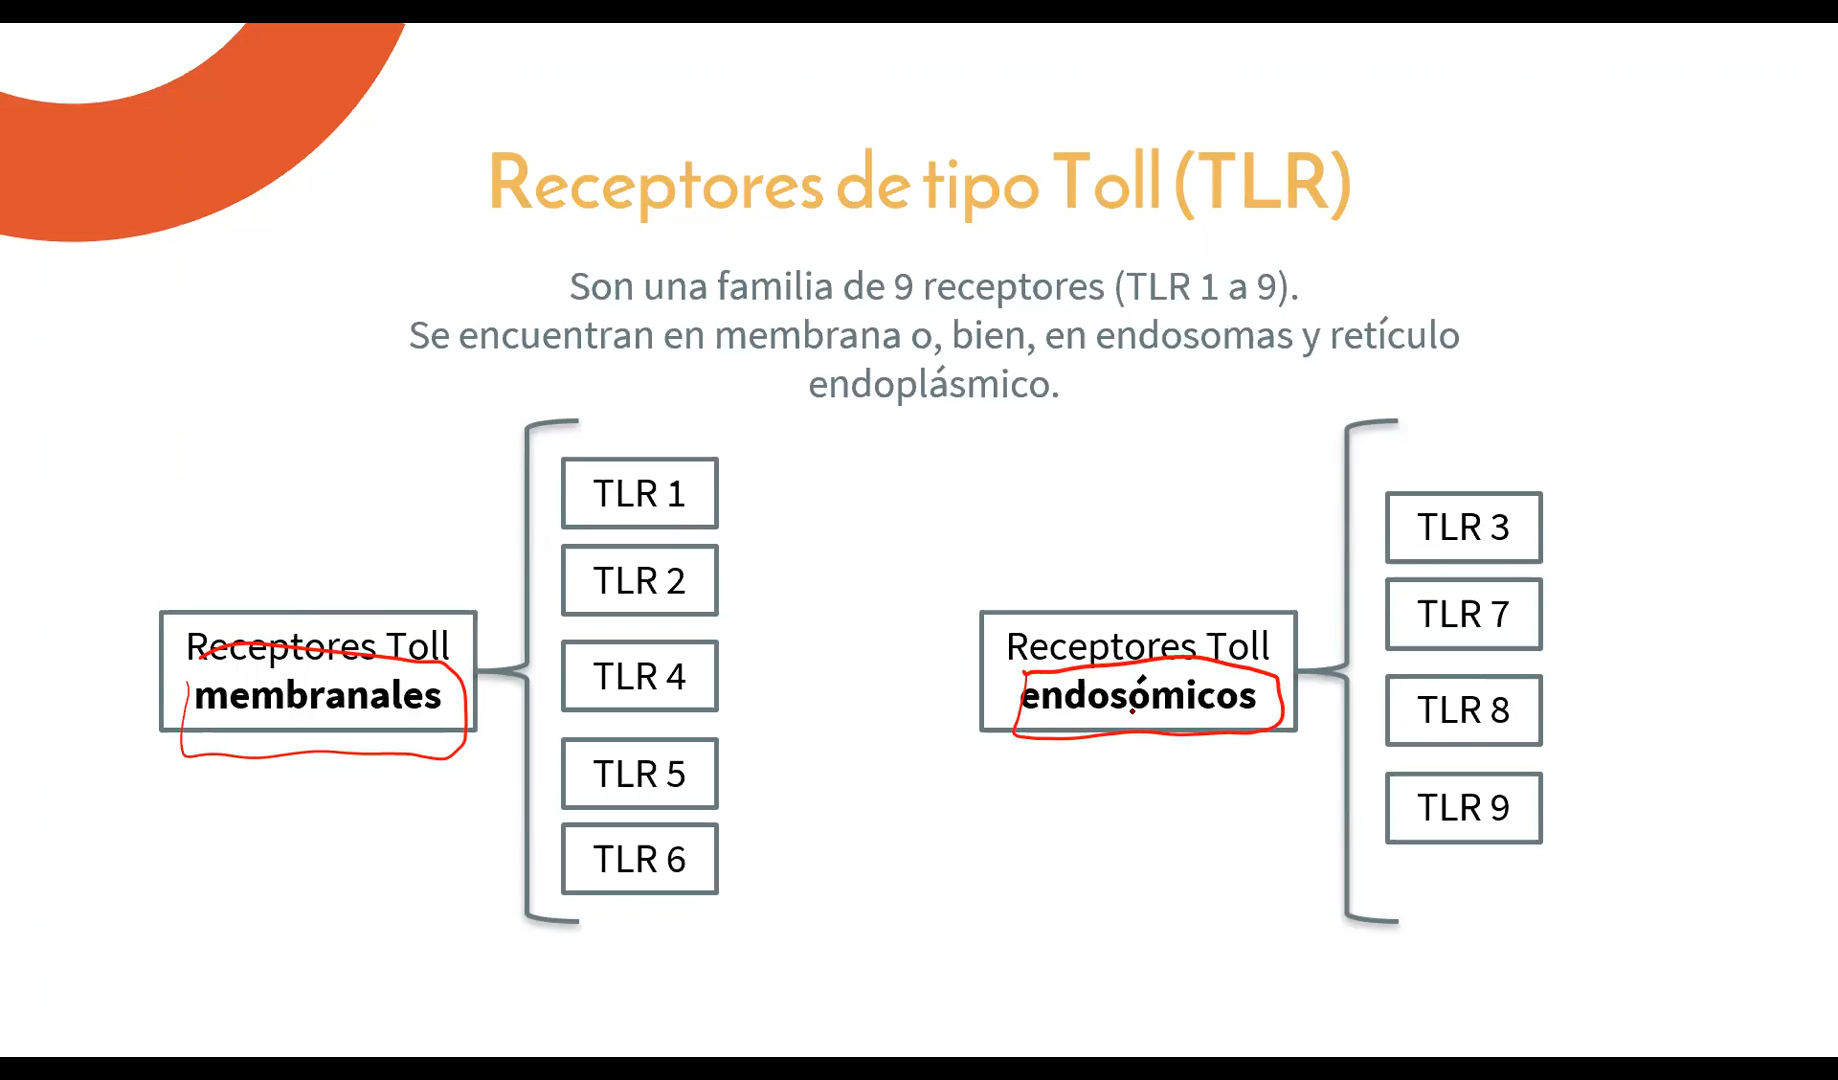 Receptores de tipo Toll (TLR)
Son una familia de 9 receptores (TLR 1 a 9).
Se encuentran en membrana o, bien, en endosomas y retículo
endoplásmico.
Receptores Toll
membranales
TLR 1
TLR 2
TLR 4
TLR 5
TLR 6
Receptores Toll
endosómicos
TLR 3
TLR 7
TLR 8
TLR 9